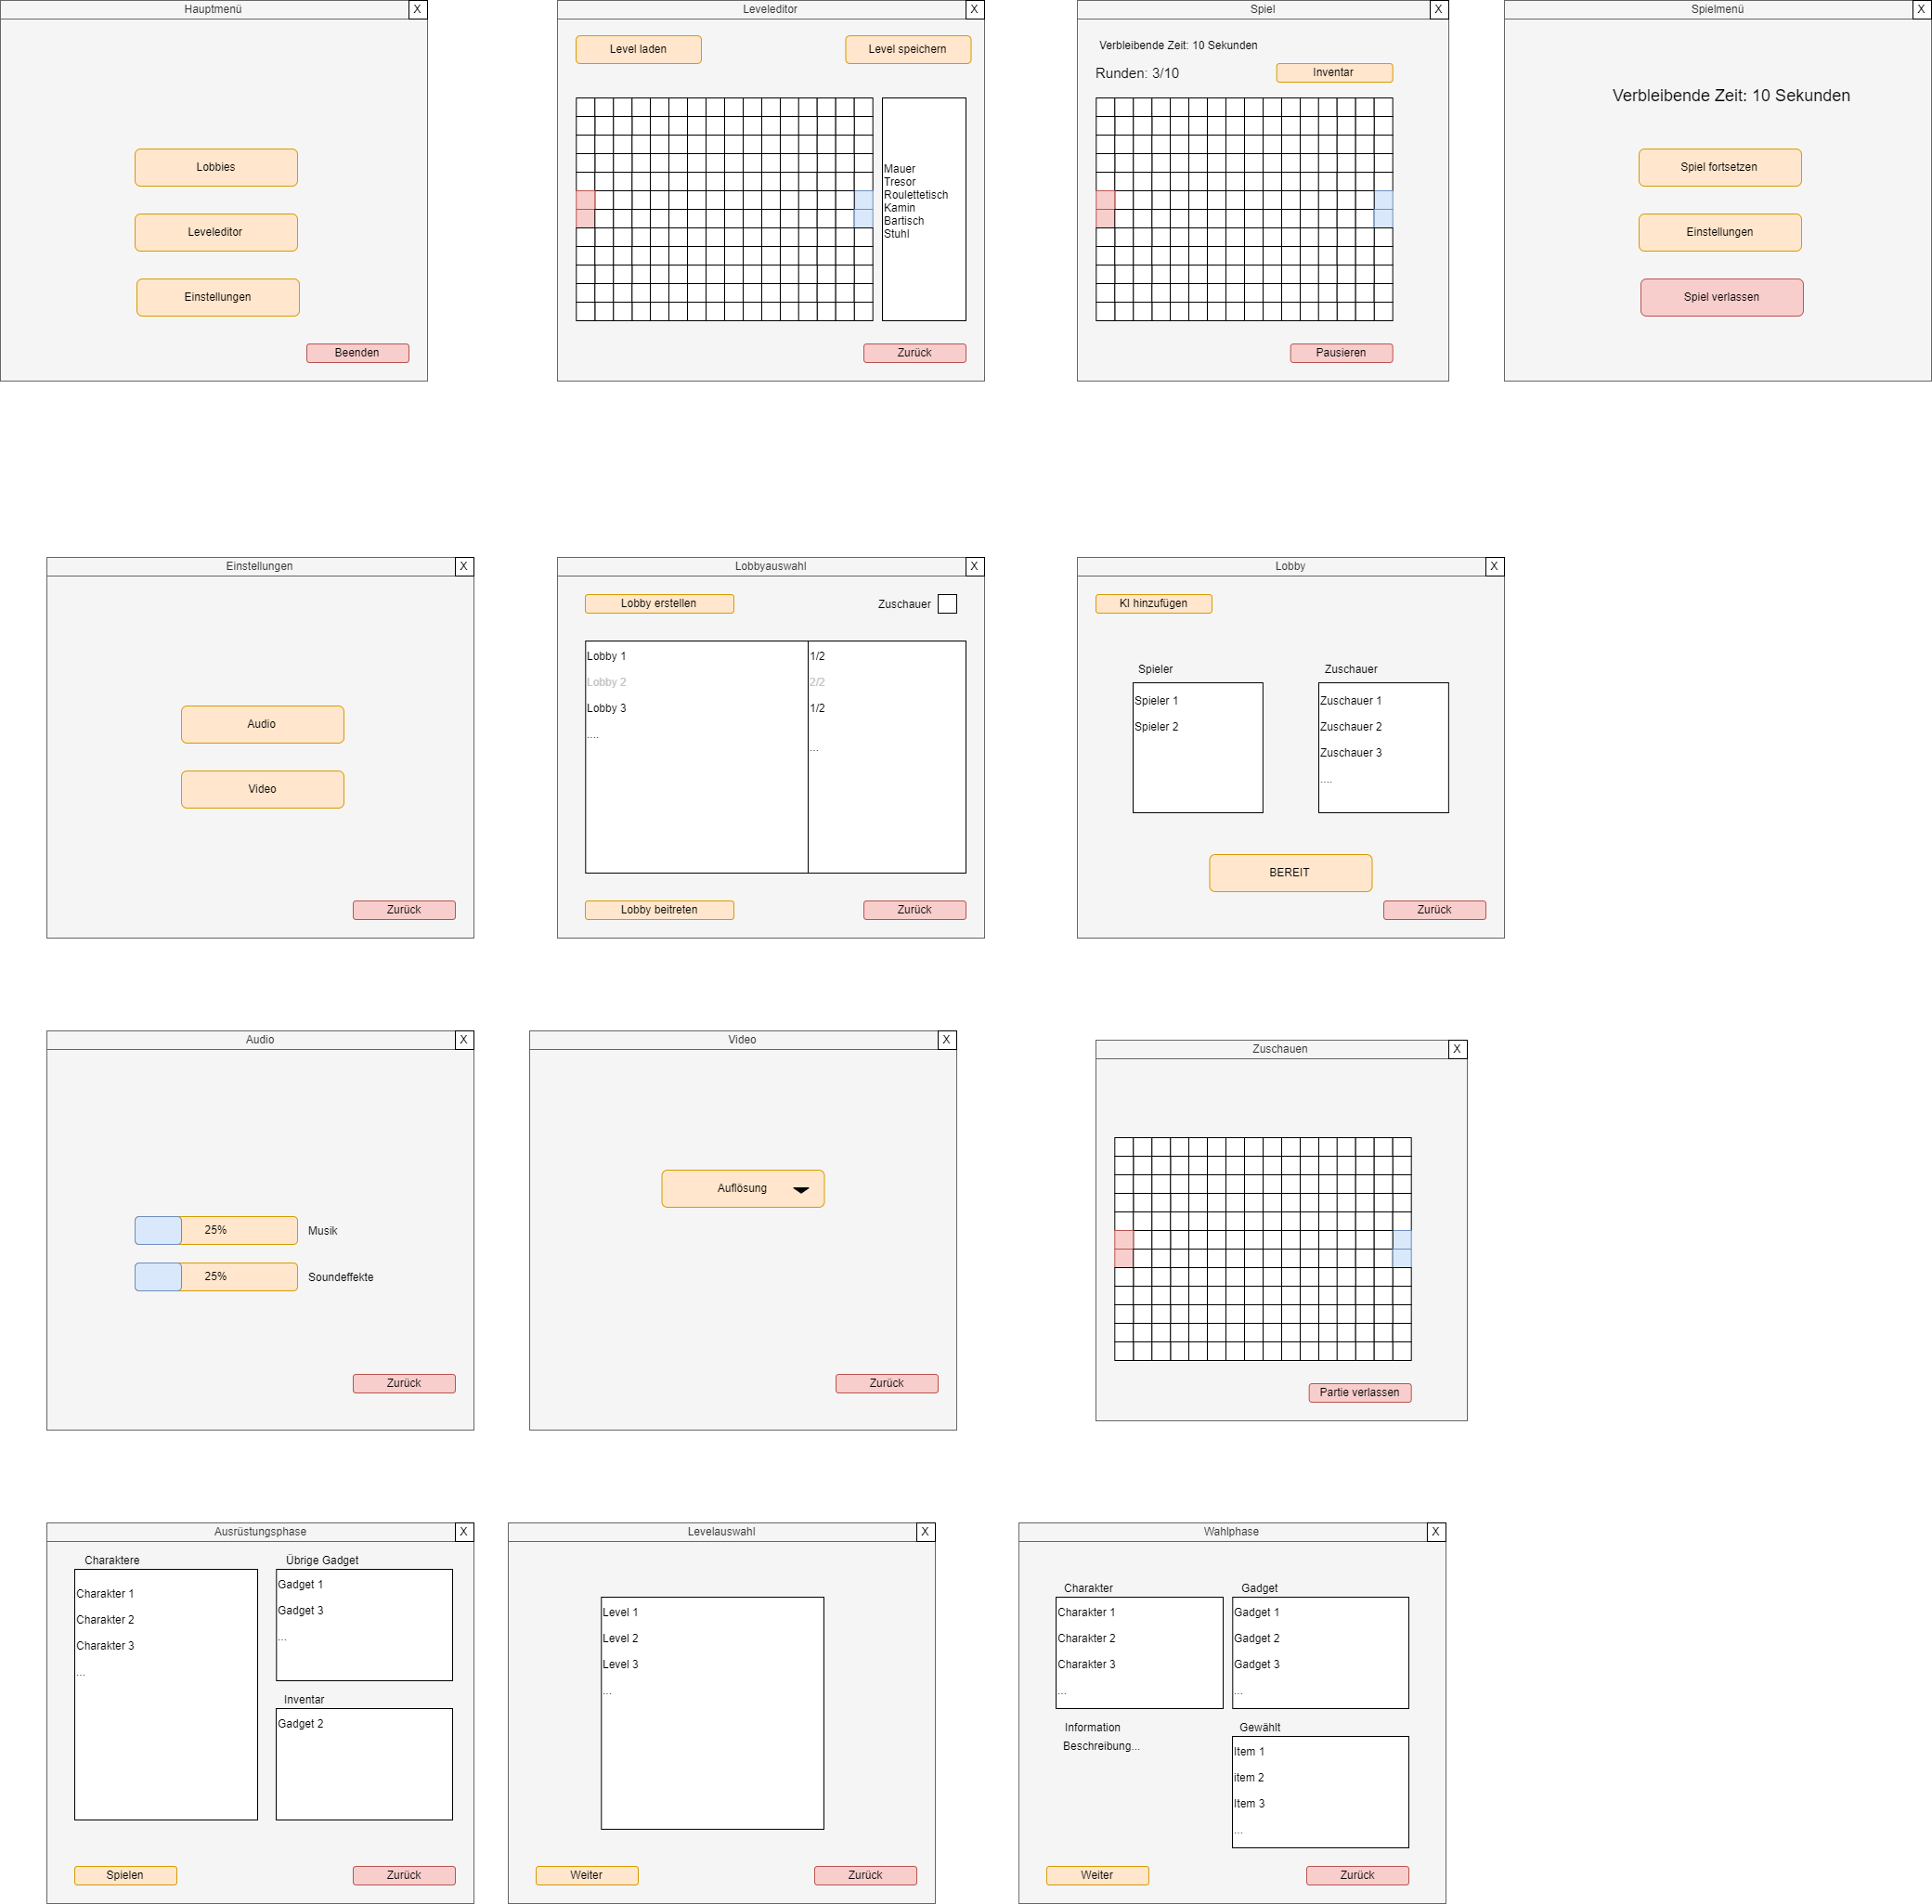 Hauptmenü
X
Lobbies
Leveleditor
Einstellungen
Beenden
Leveleditor
X
Level laden
Level speichern
Mauer
Tresor
Roulettetisch
Kamin
Bartisch
Stuhl
Zurück
Spiel
X
Verbleibende Zeit: 10 Sekunden
Runden: 3/10
Inventar
Pausieren
Spielmenü
X
Verbleibende Zeit: 10 Sekunden
Spiel fortsetzen
Einstellungen
Spiel verlassen
Einstellungen
X
Audio
Video
Zurück
Lobbyauswahl
X
Lobby erstellen
Zuschauer
Lobby 1
1/2
Lobby 2
2/2
Lobby 3
1/2
....
...
Lobby beitreten
Zurück
Lobby
X
KI hinzufügen
Spieler
Spieler 1
Spieler 2
Zuschauer
Zuschauer 1
Zuschauer 2
Zuschauer 3
....
BEREIT
Zurück
Audio
X
25%
Musik
25%
Soundeffekte
Zurück
Video
X
Auflösung
Zurück
Zuschauen
X
Partie verlassen
Ausrüstungsphase
X
Charaktere
Charakter 1
Charakter 2
Charakter 3
...
Übrige Gadget
Gadget 1
Gadget 3
...
Inventar
Gadget 2
Spielen
Zurück
Levelauswahl
X
Level 1
Level 2
Level 3
...
Weiter
Zurück
Wahlphase
X
Charakter
Charakter 1
Charakter 2
Charakter 3
...
Gadget
Gadget 1
Gadget 2
Gadget 3
...
Information
Beschreibung...
Gewählt
Item 1
item 2
Item 3
...
Weiter
Zurück